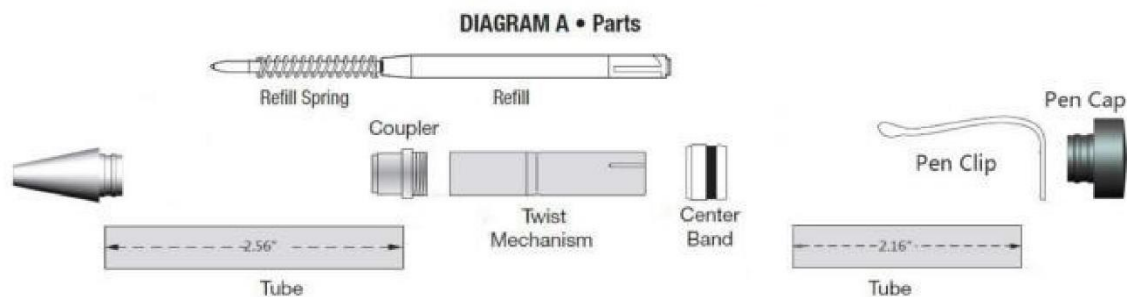 DIAGRAM A • Parts
Refill Spring
Refill
Pen Cap
Coupler
Pen Clip
Twist
Mechanism
Center
Band
2.56"
2.16"
Tube
Tube